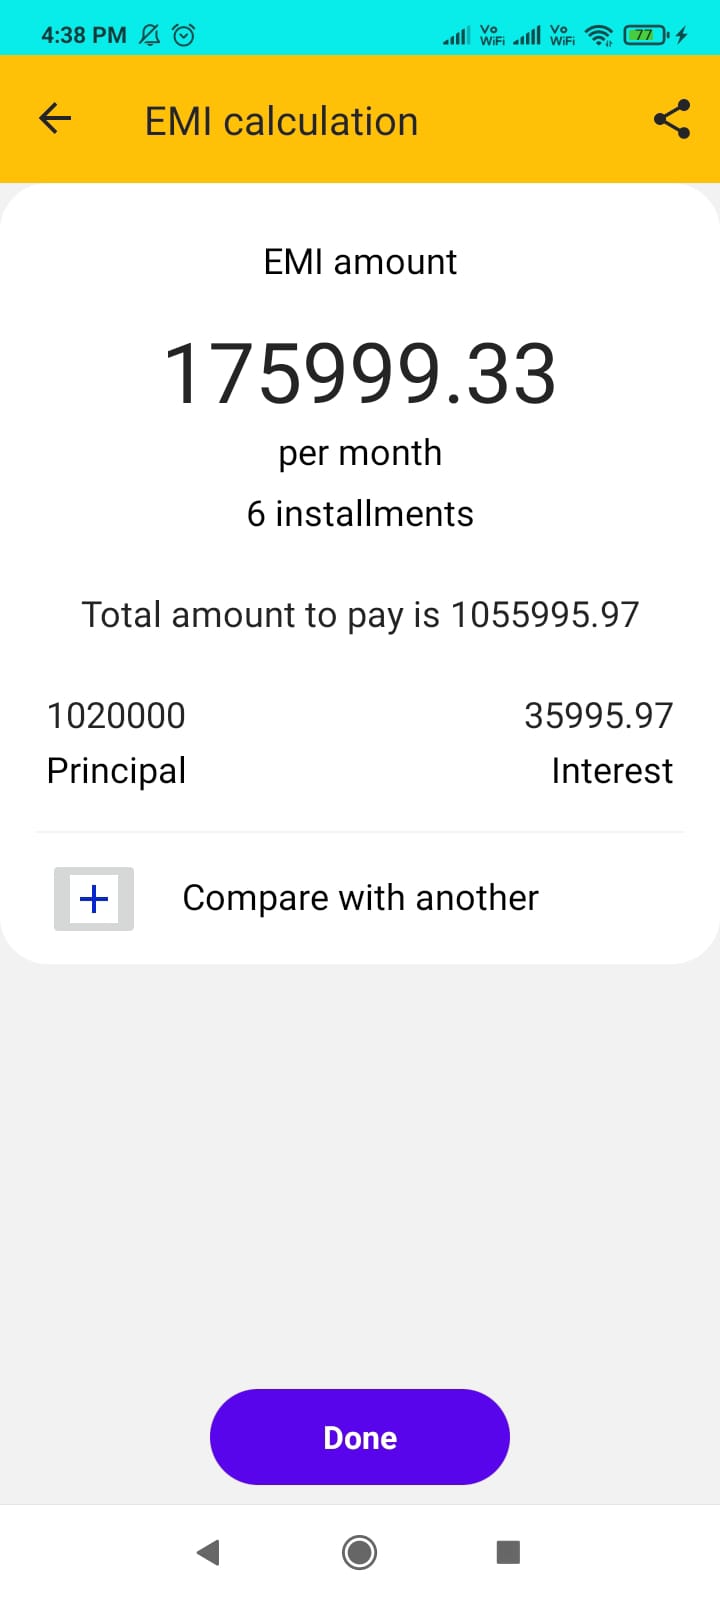 4:38 PM Vo WiFi Vo WiFi 77
EMI calculation
EMI amount
175999.33
per month
6 installments
Total amount to pay is 1055995.97
1020000 35995.97
Principal Interest
Compare with another
Done